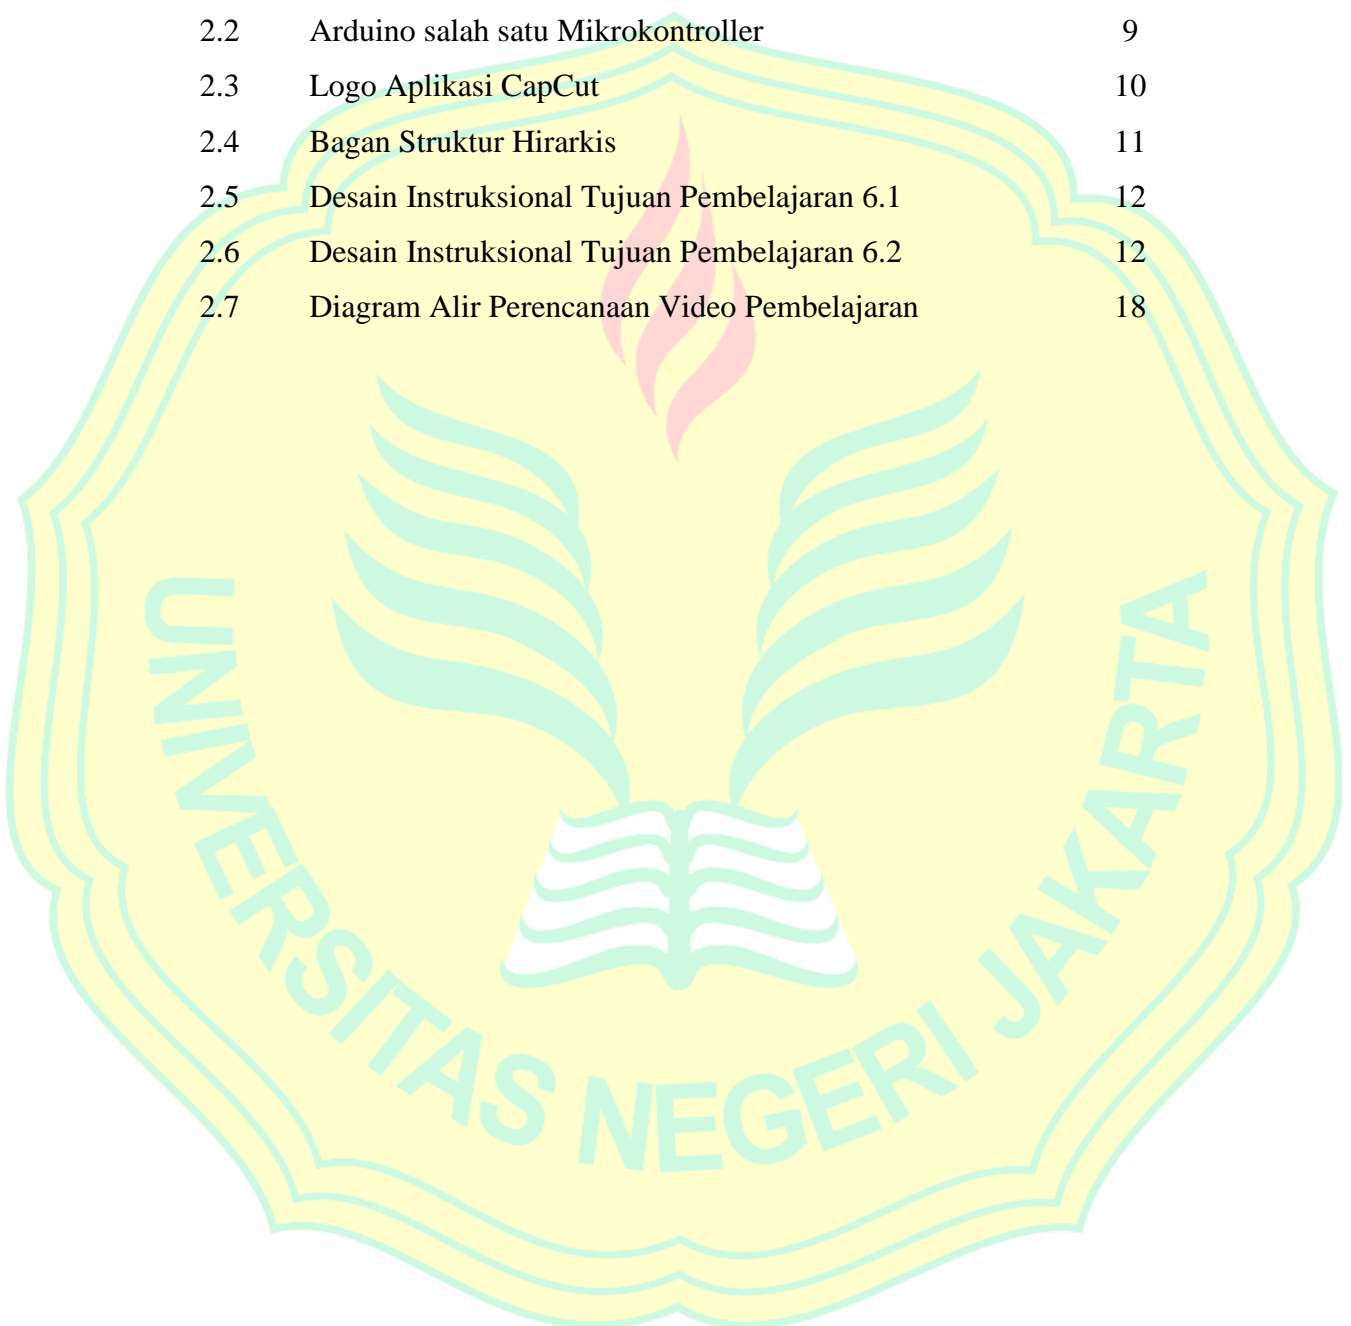 2.2 Arduino salah satu Mikrokontroller 9
2.3 Logo Aplikasi CapCut 10
2.4 Bagan Struktur Hirarkis 11
2.5 Desain Instruksional Tujuan Pembelajaran 6.1 12
2.6 Desain Instruksional Tujuan Pembelajaran 6.2 12
2.7 Diagram Alir Perencanaan Video Pembelajaran 18
UNIVERSITAS NEGERI JAKARTA